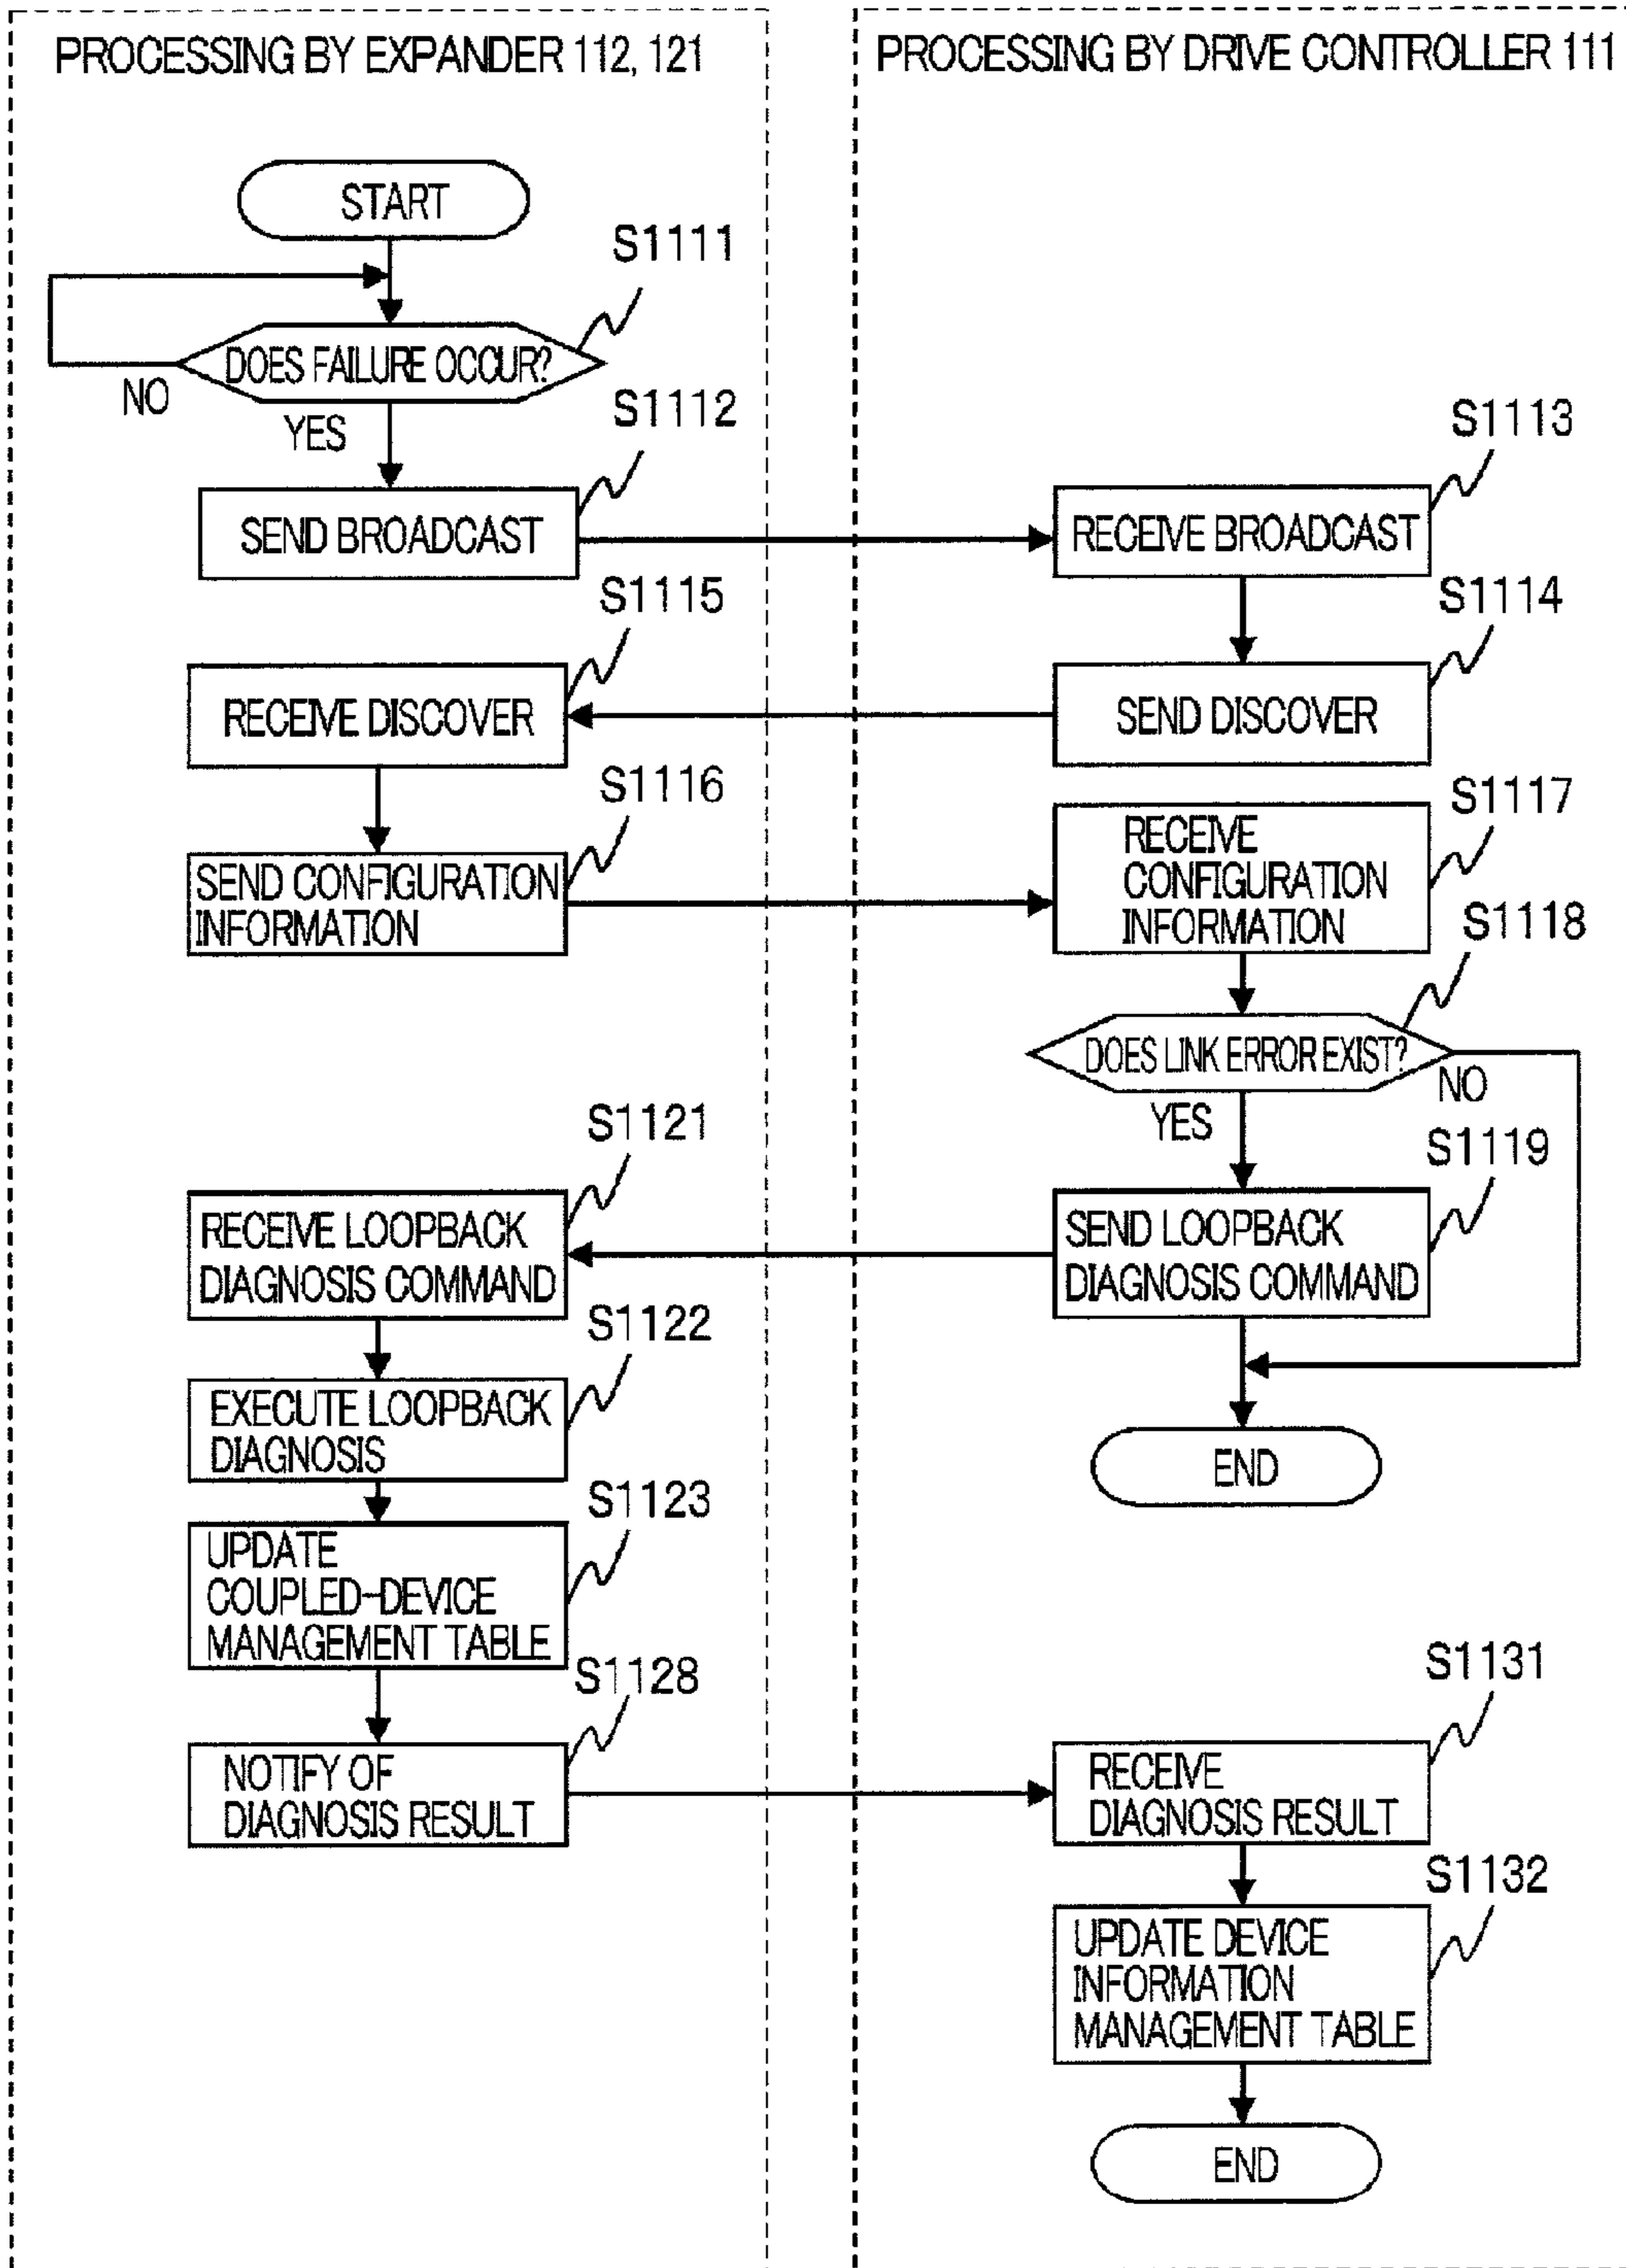 PROCESSING BY EXPANDER 112, 121
PROCESSING BY DRIVE CONTROLLER 111
START
S1111
DOES FAILURE OCCUR?
NO
YES
S1112
SEND BROADCAST
S1113
RECEIVE BROADCAST
S1114
SEND DISCOVER
S1115
RECEIVE DISCOVER
S1116
SEND CONFIGURATION
INFORMATION
S1117
RECEIVE
CONFIGURATION
INFORMATION
S1118
DOES LINK ERROR EXIST?
NO
YES
S1119
SEND LOOPBACK
DIAGNOSIS COMMAND
END
S1121
RECEIVE LOOPBACK
DIAGNOSIS COMMAND
S1122
EXECUTE LOOPBACK
DIAGNOSIS
S1123
UPDATE
COUPLED-DEVICE
MANAGEMENT TABLE
S1128
NOTIFY OF
DIAGNOSIS RESULT
S1131
RECEIVE
DIAGNOSIS RESULT
S1132
UPDATE DEVICE
INFORMATION
MANAGEMENT TABLE
END